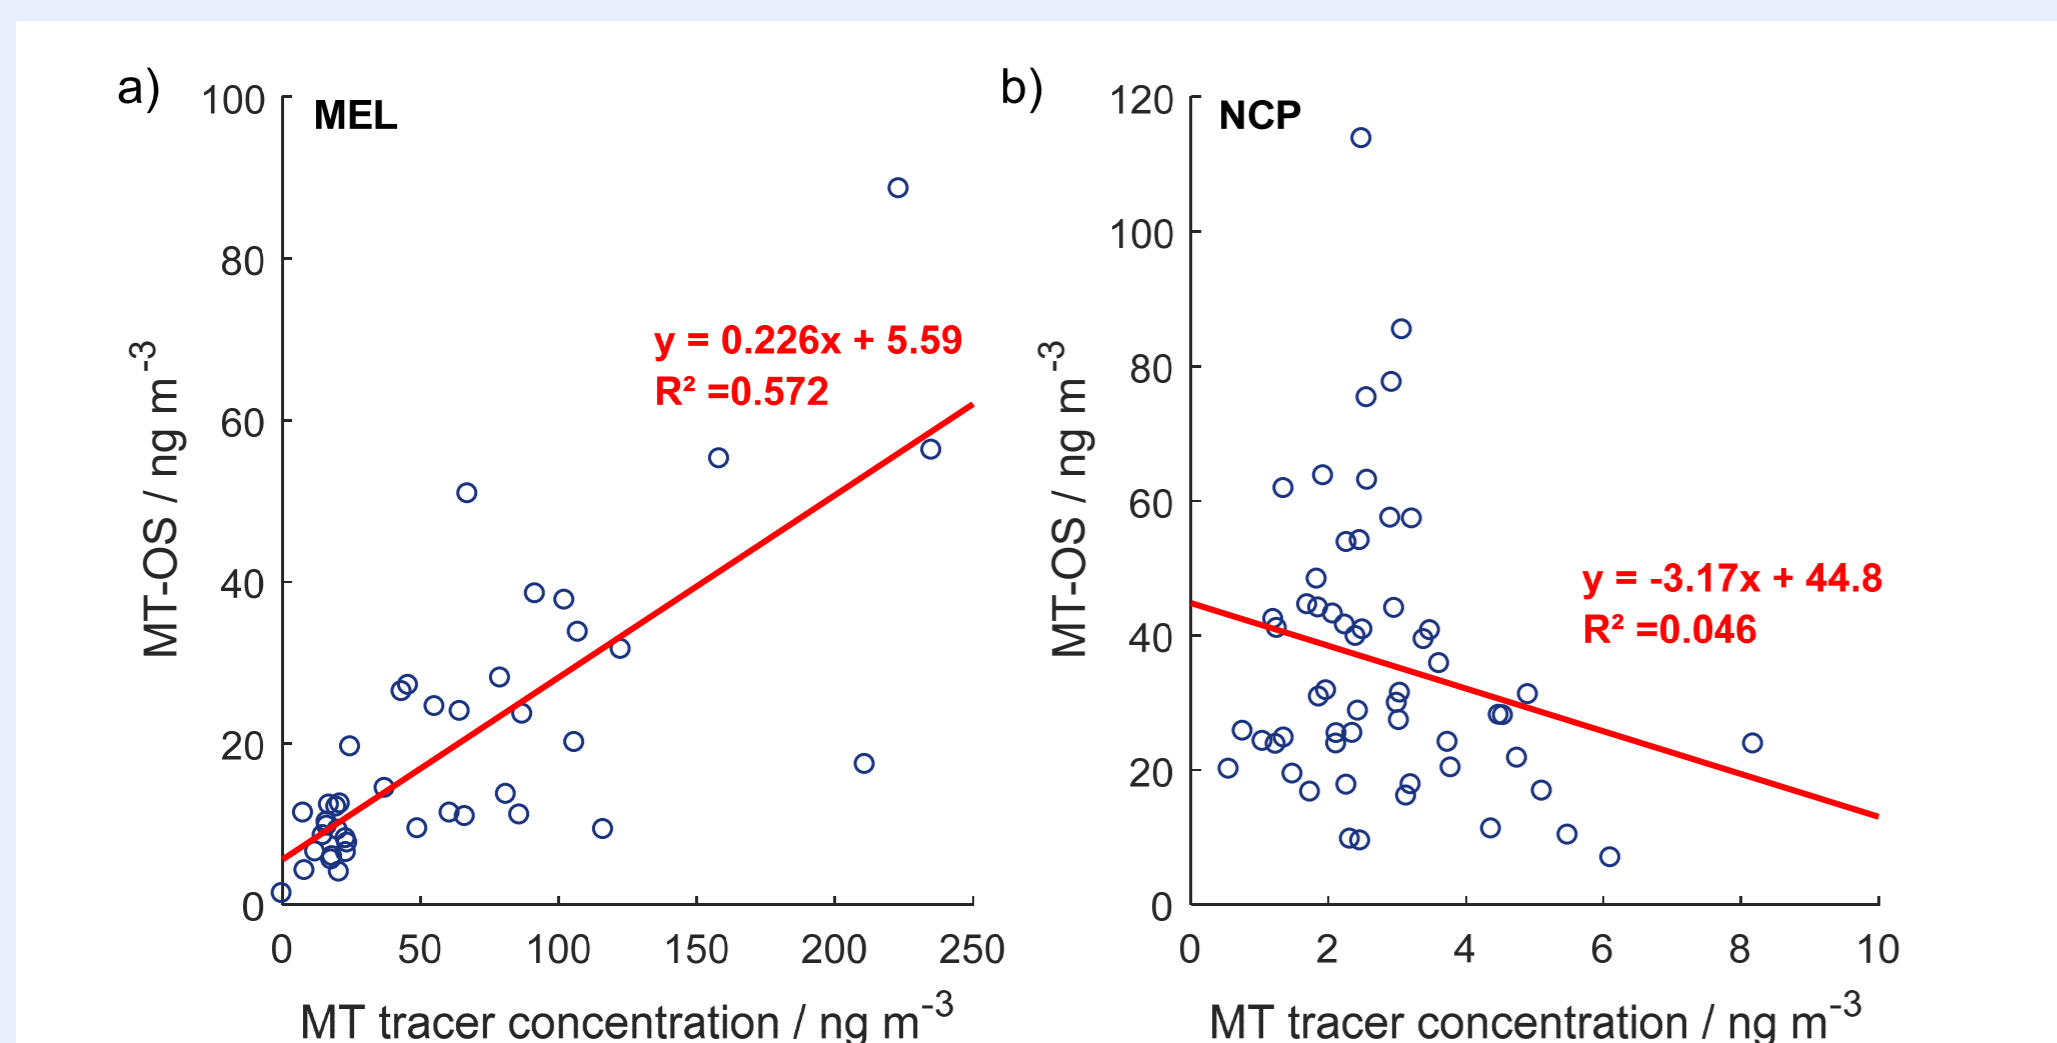 a)
MEL
100
80
60
40
20
0
MT-OS / ng m⁻³
y = 0.226x + 5.59
R² =0.572
0 50 100 150 200 250
MT tracer concentration / ng m⁻³
b)
NCP
120
100
80
60
40
20
0
MT-OS / ng m⁻³
y = -3.17x + 44.8
R² =0.046
0 2 4 6 8 10
MT tracer concentration / ng m⁻³